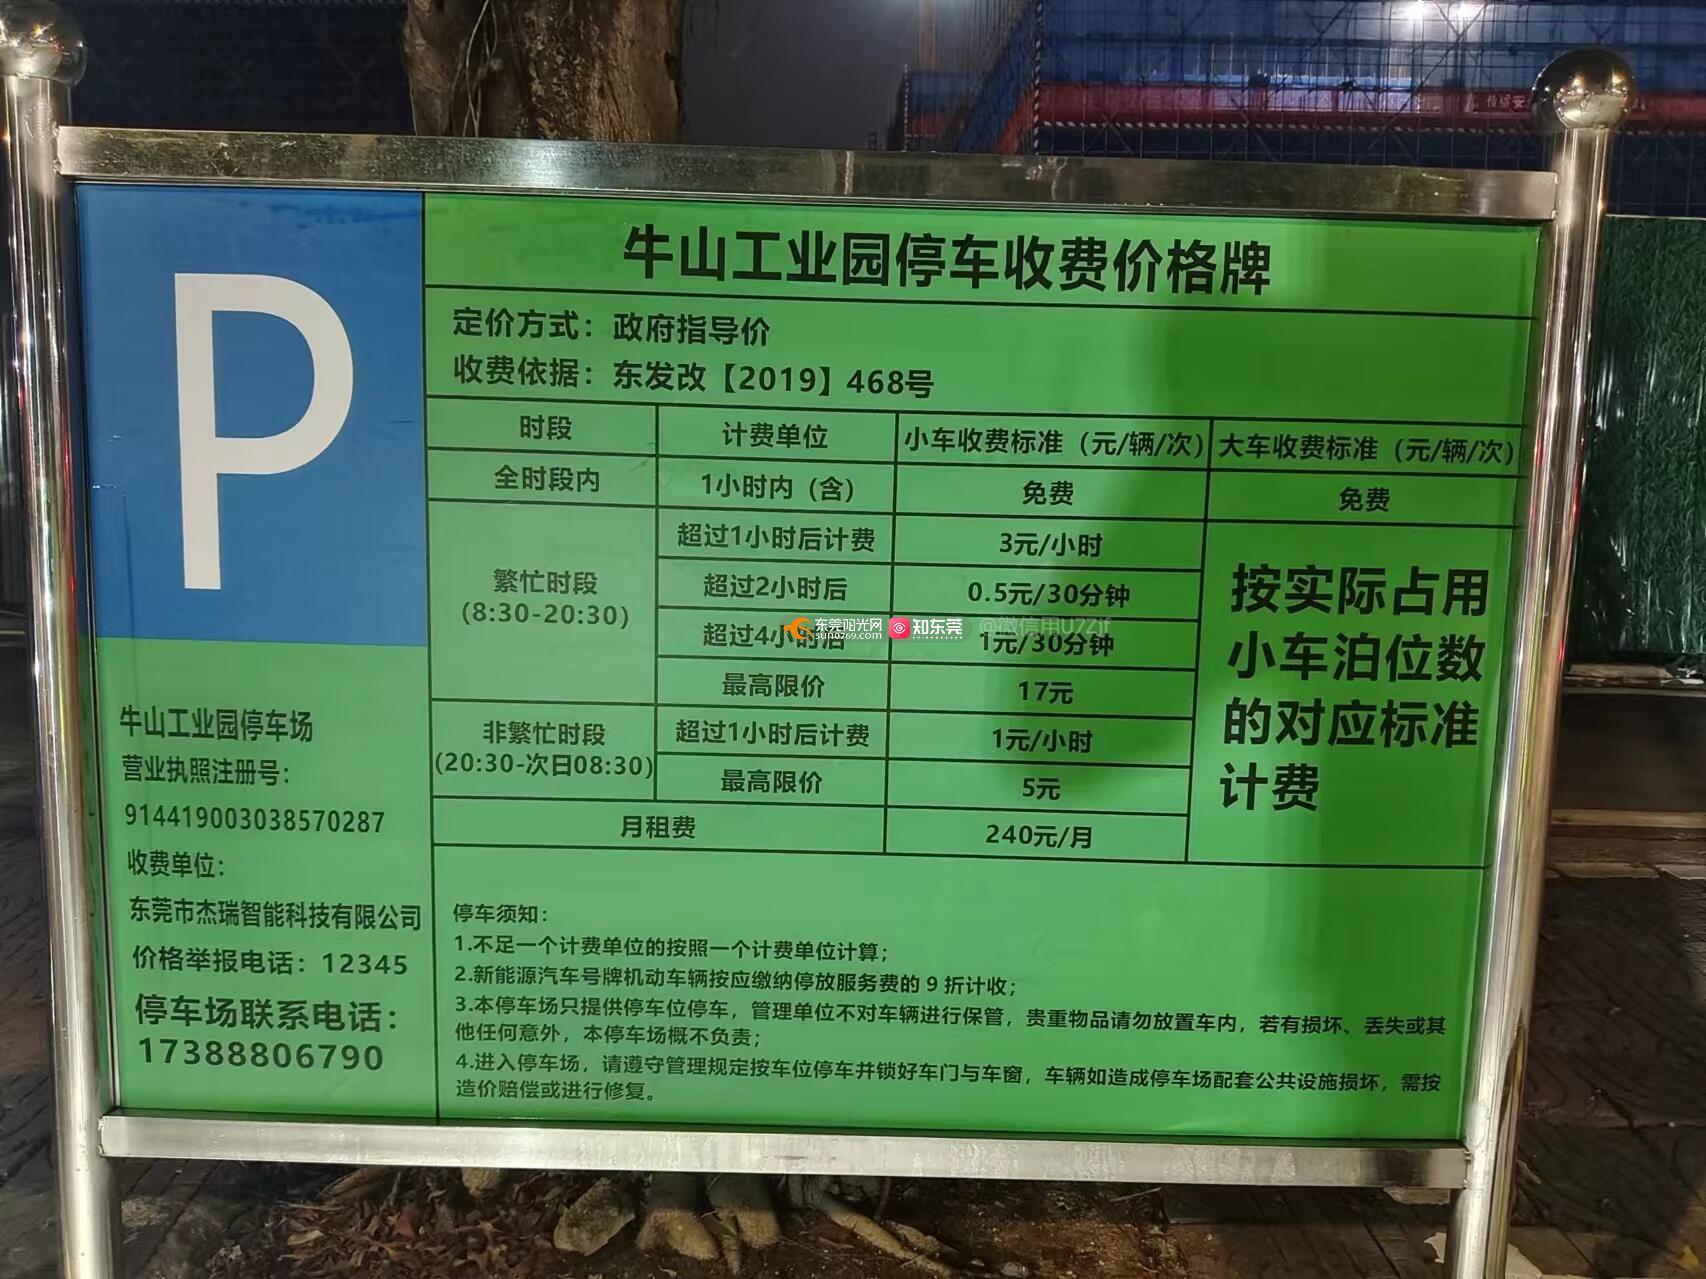 P
牛山工业园停车收费价格牌
定价方式：政府指导价
收费依据：东发改【2019】468号
时段 计费单位 小车收费标准（元/辆/次） 大车收费标准（元/辆/次）
全时段内 1小时内（含） 免费 免费
繁忙时段
(8:30-20:30)
超过1小时后计费 3元/小时
超过2小时后 0.5元/30分钟
超过4小时后 1元/30分钟
最高限价 17元
非繁忙时段
(20:30-次日08:30)
超过1小时后计费 1元/小时
最高限价 5元
月租费 240元/月
按实际占用
小车泊位数
的对应标准
计费
牛山工业园停车场
营业执照注册号：
914419003038570287
收费单位：
东莞市杰瑞智能科技有限公司
价格举报电话：12345
停车场联系电话：
17388806790
停车须知：
1.不足一个计费单位的按照一个计费单位计算；
2.新能源汽车号牌机动车辆按应缴纳停放服务费的 9 折计收；
3.本停车场只提供停车位停车，管理单位不对车辆进行保管，贵重物品请勿放置车内，若有损坏、丢失或其
他任何意外，本停车场概不负责；
4.进入停车场，请遵守管理规定按车位停车并锁好车门与车窗，车辆如造成停车场配套公共设施损坏，需按
造价赔偿或进行修复。
东莞阳光网
sun0769.com
知东莞